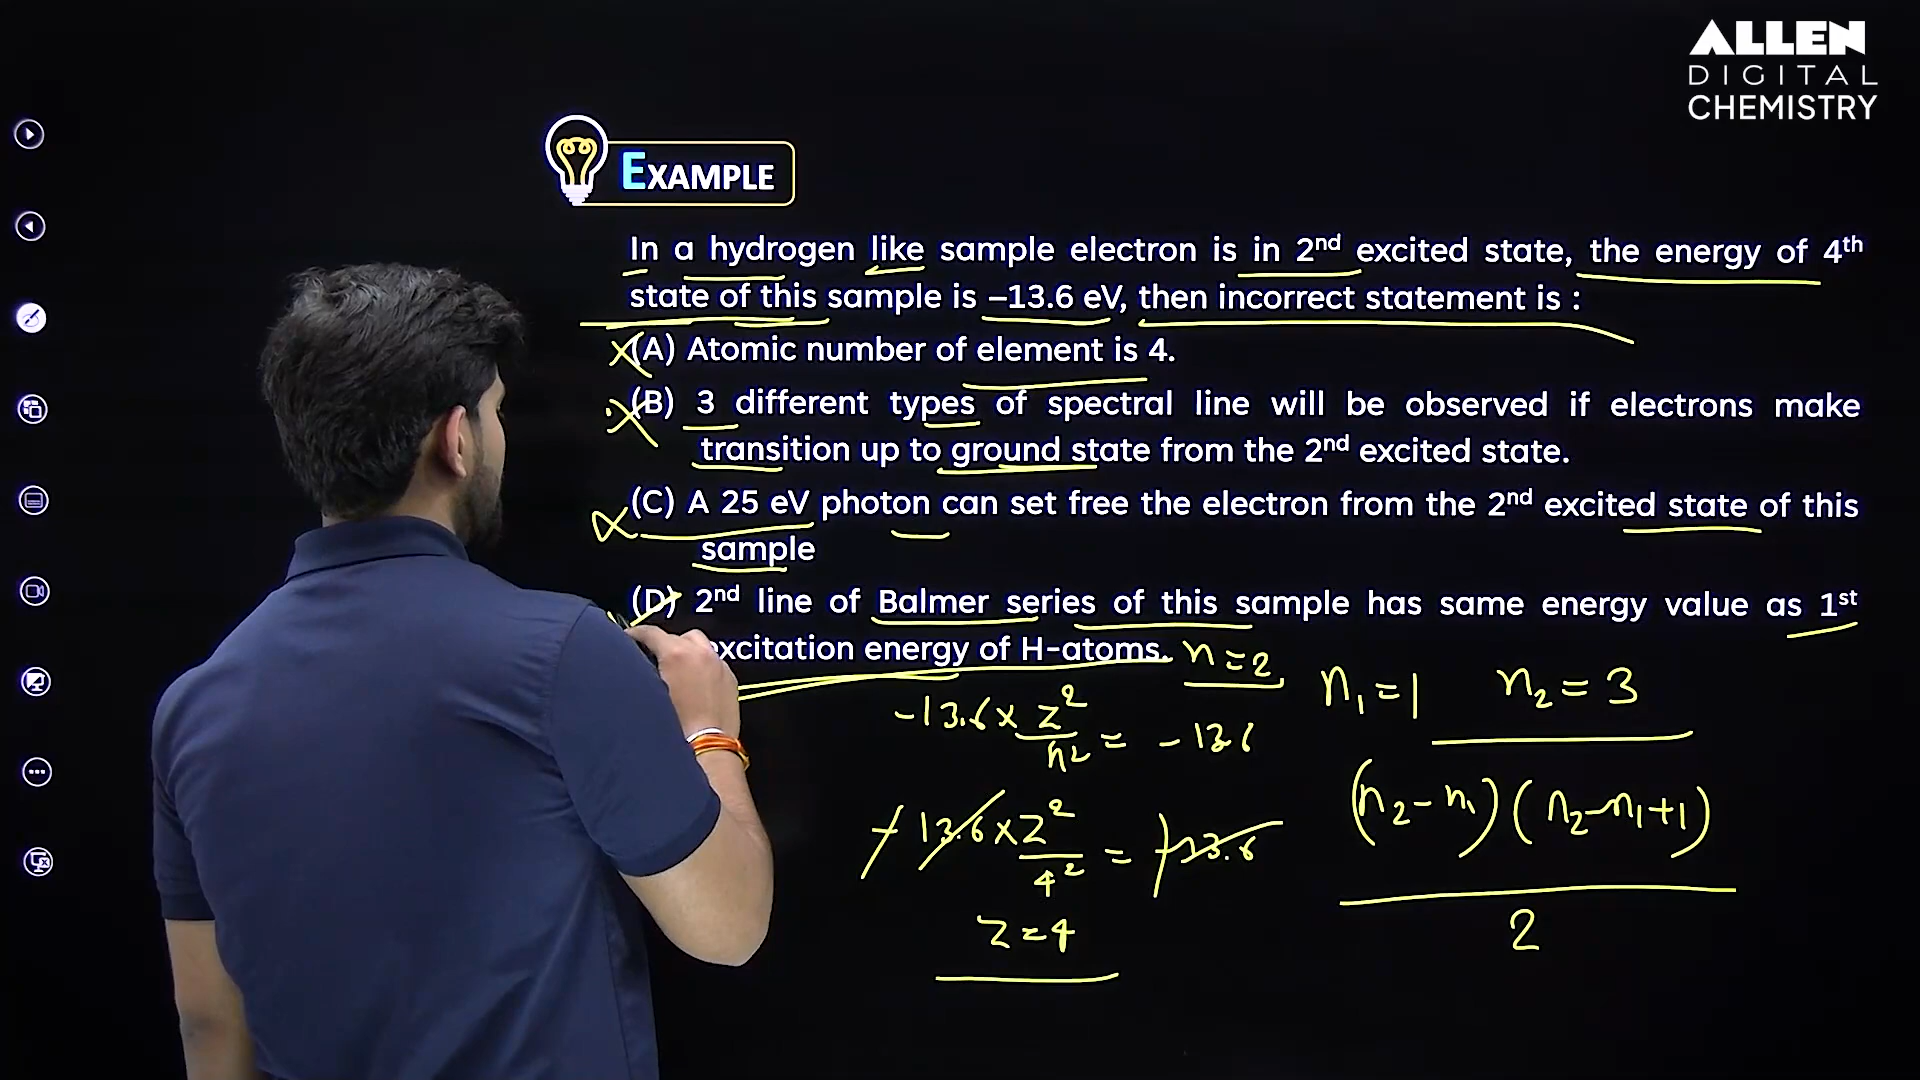 ALLEN
DIGITAL
CHEMISTRY
EXAMPLE
In a hydrogen like sample electron is in 2nd excited state, the energy of 4th
state of this sample is –13.6 eV, then incorrect statement is :
(A) Atomic number of element is 4.
(B) 3 different types of spectral line will be observed if electrons make
transition up to ground state from the 2nd excited state.
(C) A 25 eV photon can set free the electron from the 2nd excited state of this
sample
(D) 2nd line of Balmer series of this sample has same energy value as 1st
excitation energy of H-atoms.
n=2
n₁=1 n₂=3
-13.6 x z²/n² = -13.6
(n₂-n₁)(n₂-n₁+1)
2
-13.6 x z²/4² = -13.6
z=4